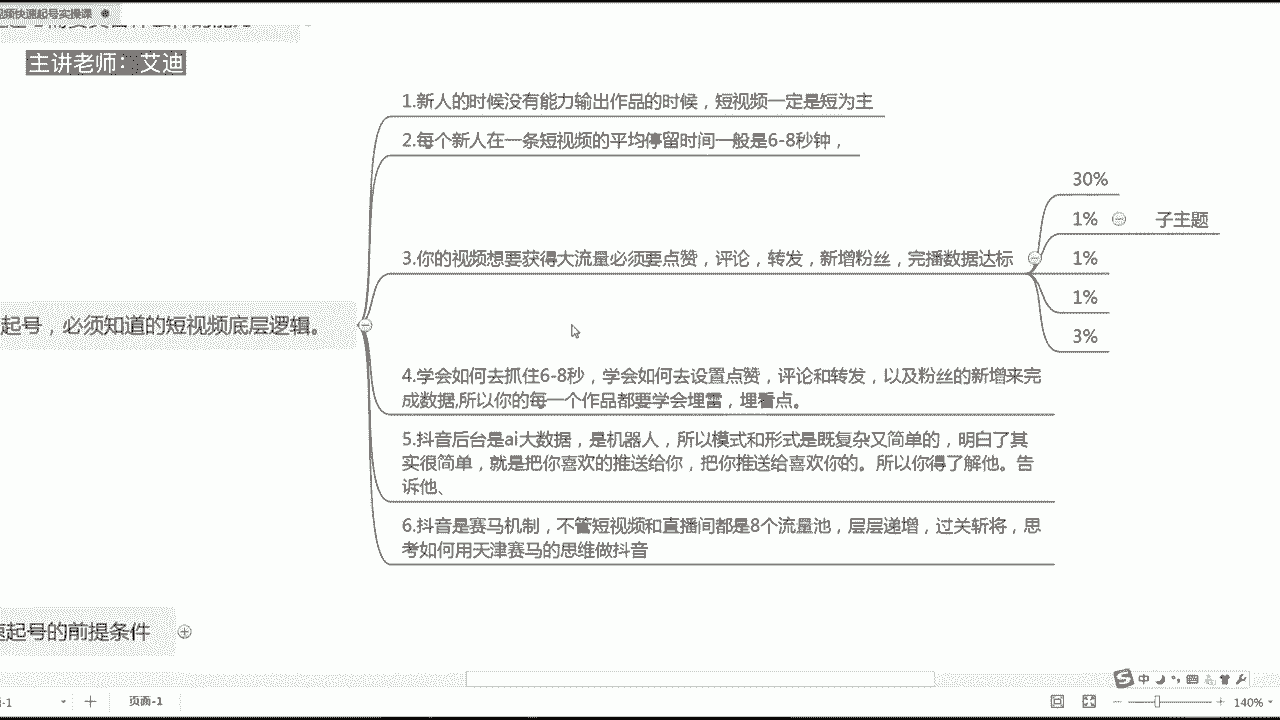 视频快速起号实操课
主讲老师：艾迪
1.新人的时候没有能力输出作品的时候，短视频一定是短为主
2.每个新人在一条短视频的平均停留时间一般是6-8秒钟，
30%
1%
子主题
3.你的视频想要获得大流量必须要点赞，评论，转发，新增粉丝，完播数据达标
1%
1%
3%
起号，必须知道的短视频底层逻辑。
4.学会如何去抓住6-8秒，学会如何去设置点赞，评论和转发，以及粉丝的新增来完
成数据,所以你的每一个作品都要学会埋雷，埋看点。
5.抖音后台是ai大数据，是机器人，所以模式和形式是既复杂又简单的，明白了其
实很简单，就是把你喜欢的推送给你，把你推送给喜欢你的。所以你得了解他。告
诉他、
6.抖音是赛马机制，不管短视频和直播间都是8个流量池，层层递增，过关斩将，思
考如何用天津赛马的思维做抖音
速起号的前提条件
中
-1
页面-1
140%